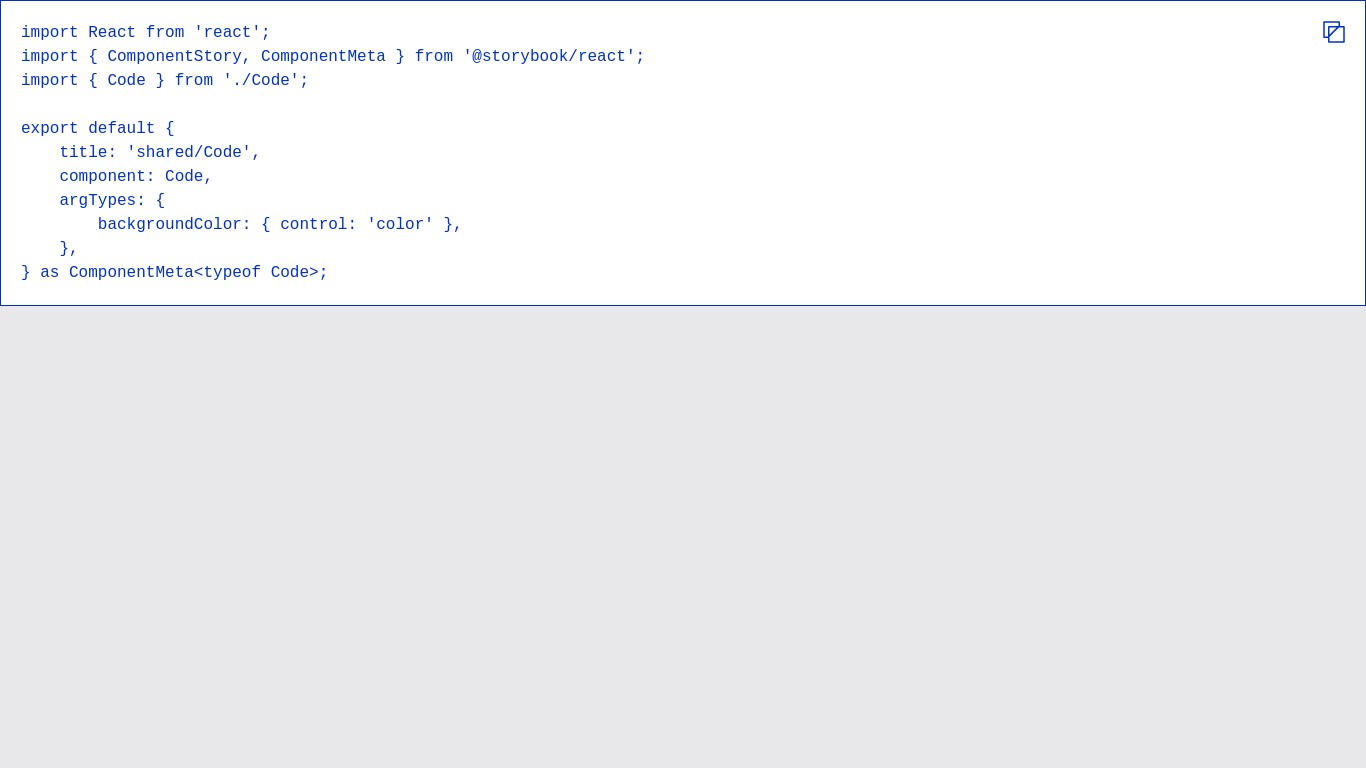 import React from 'react';
import { ComponentStory, ComponentMeta } from '@storybook/react';
import { Code } from './Code';

export default {
    title: 'shared/Code',
    component: Code,
    argTypes: {
        backgroundColor: { control: 'color' },
    },
} as ComponentMeta<typeof Code>;